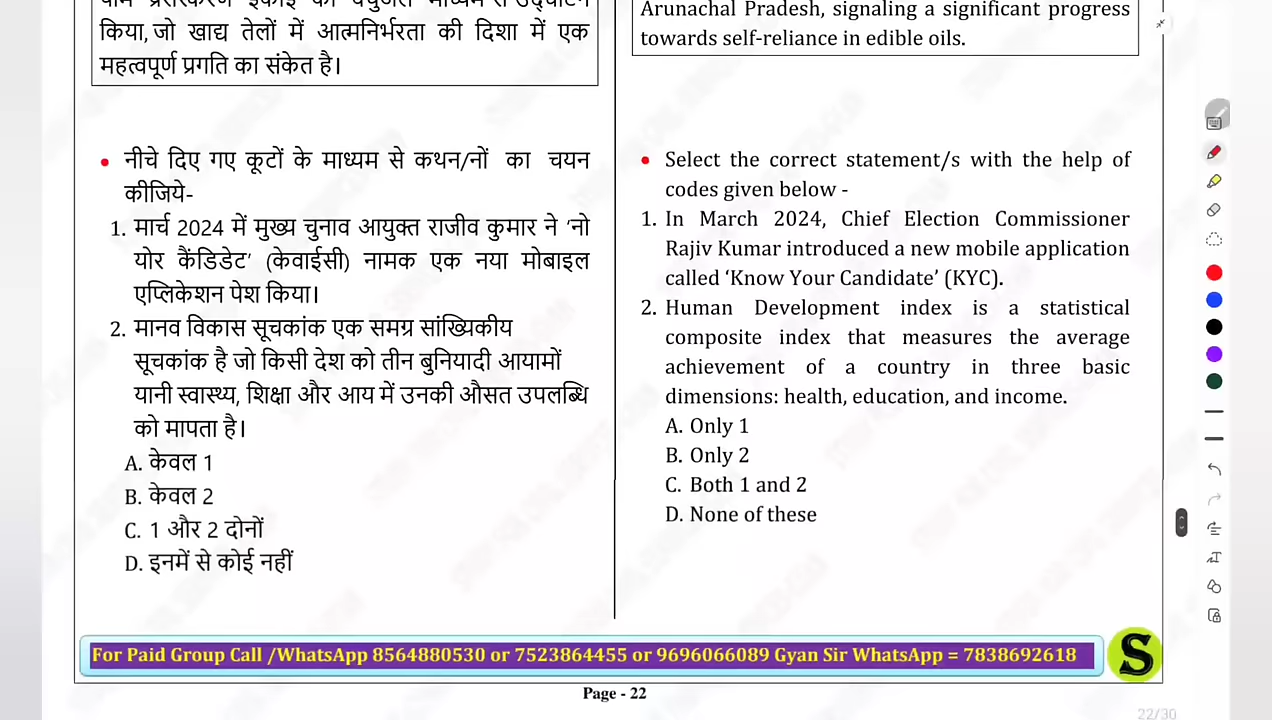 किया, जो खाद्य तेलों में आत्मनिर्भरता की दिशा में एक
महत्वपूर्ण प्रगति का संकेत है।
नीचे दिए गए कूटों के माध्यम से कथन/नों का चयन
कीजिये-
1. मार्च 2024 में मुख्य चुनाव आयुक्त राजीव कुमार ने ‘नो
योर कैंडिडेट’ (केवाईसी) नामक एक नया मोबाइल
एप्लिकेशन पेश किया।
2. मानव विकास सूचकांक एक समग्र सांख्यिकीय
सूचकांक है जो किसी देश को तीन बुनियादी आयामों
यानी स्वास्थ्य, शिक्षा और आय में उनकी औसत उपलब्धि
को मापता है।
A. केवल 1
B. केवल 2
C. 1 और 2 दोनों
D. इनमें से कोई नहीं
Arunachal Pradesh, signaling a significant progress
towards self-reliance in edible oils.
Select the correct statement/s with the help of
codes given below -
1. In March 2024, Chief Election Commissioner
Rajiv Kumar introduced a new mobile application
called ‘Know Your Candidate’ (KYC).
2. Human Development index is a statistical
composite index that measures the average
achievement of a country in three basic
dimensions: health, education, and income.
A. Only 1
B. Only 2
C. Both 1 and 2
D. None of these
For Paid Group Call /WhatsApp 8564880530 or 7523864455 or 9696066089 Gyan Sir WhatsApp = 7838692618
S
Page - 22
22/30